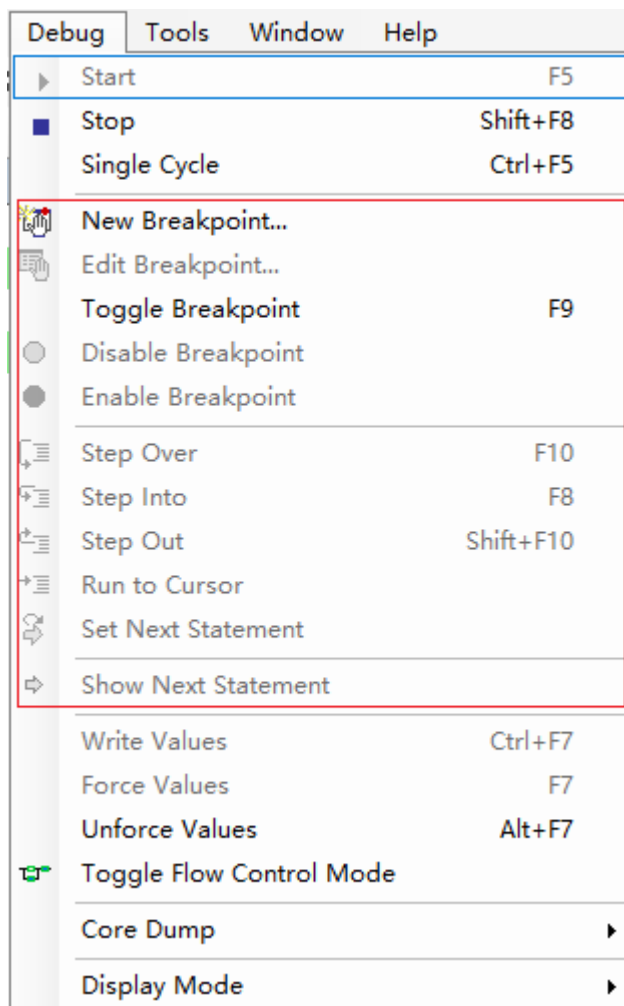 Debug Tools Window Help
Start F5
Stop Shift+F8
Single Cycle Ctrl+F5
New Breakpoint...
Edit Breakpoint...
Toggle Breakpoint F9
Disable Breakpoint
Enable Breakpoint
Step Over F10
Step Into F8
Step Out Shift+F10
Run to Cursor
Set Next Statement
Show Next Statement
Write Values Ctrl+F7
Force Values F7
Unforce Values Alt+F7
Toggle Flow Control Mode
Core Dump
Display Mode